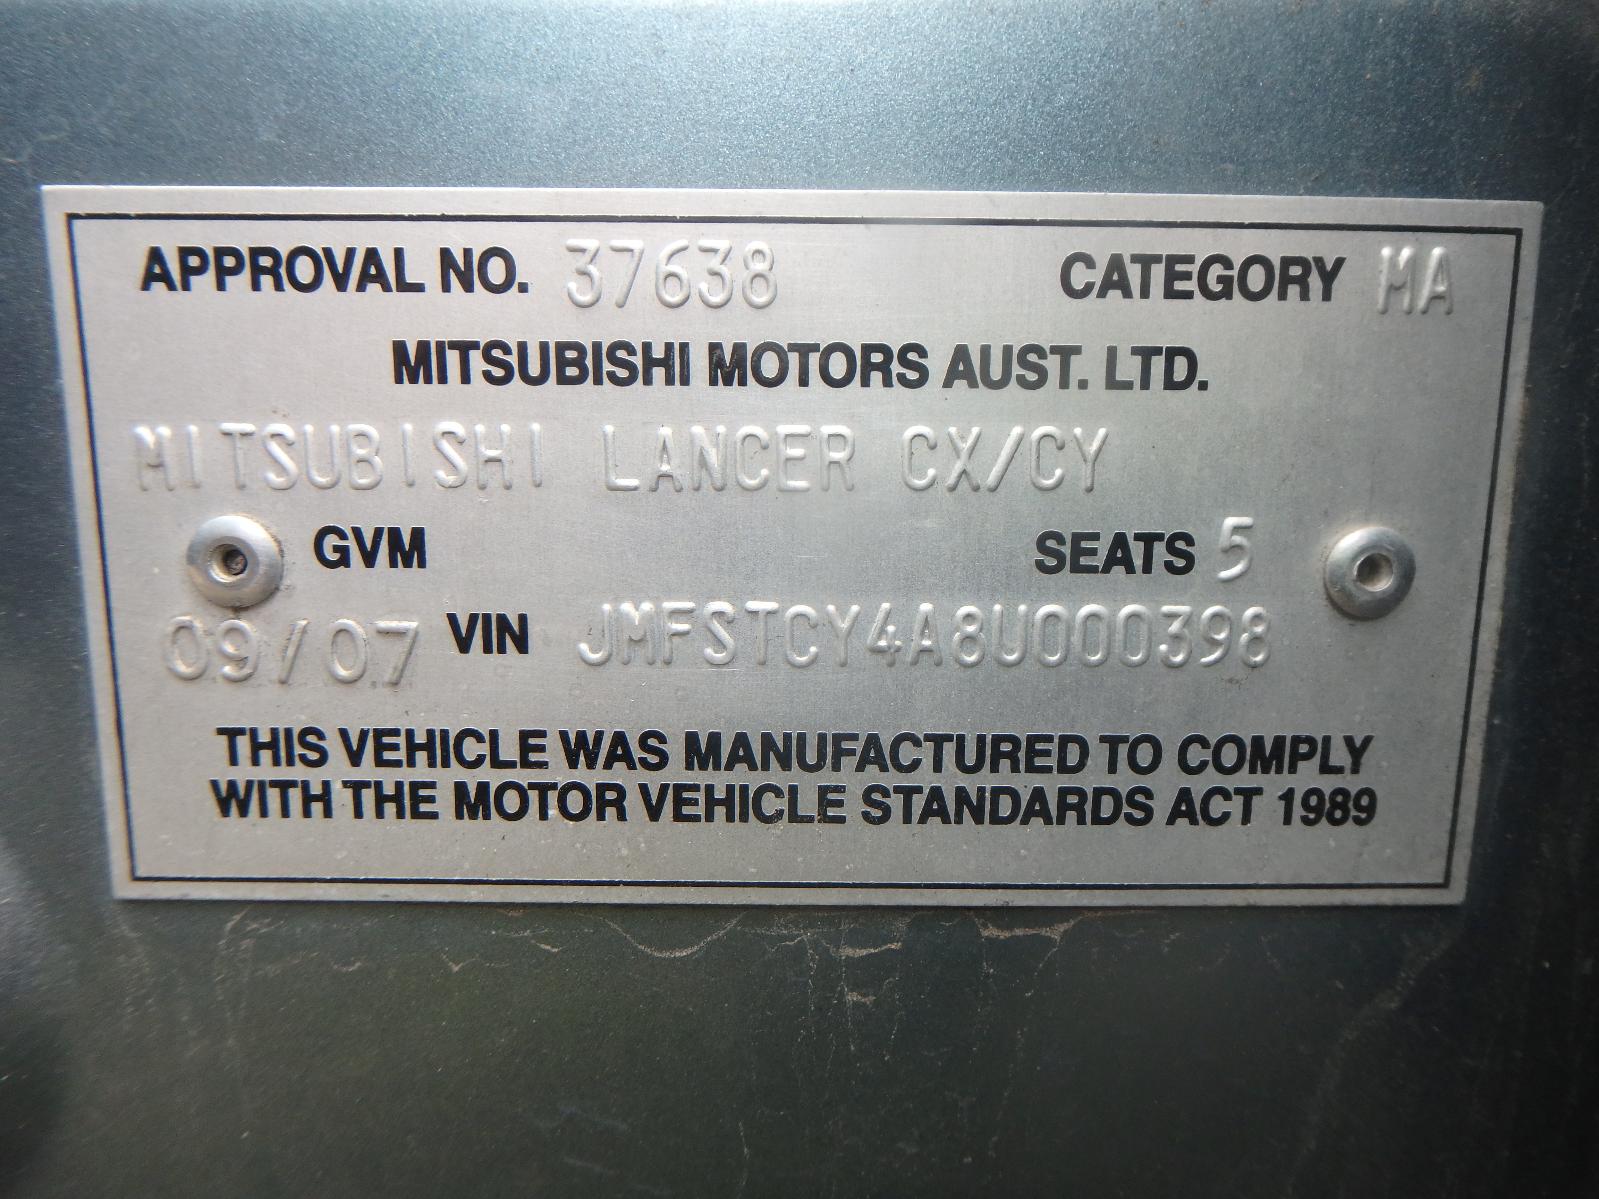 APPROVAL NO. 37638 CATEGORY MA
MITSUBISHI MOTORS AUST. LTD.
MITSUBISHI LANCER CX/CY
GVM SEATS 5
09/07 VIN JMFSTCY4A8U000398
THIS VEHICLE WAS MANUFACTURED TO COMPLY
WITH THE MOTOR VEHICLE STANDARDS ACT 1989